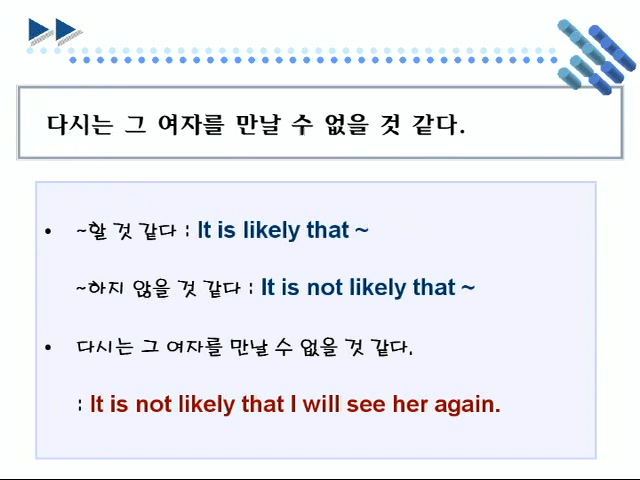 다시는 그 여자를 만날 수 없을 것 같다.
• ~할 것 같다 : It is likely that ~
~하지 않을 것 같다 : It is not likely that ~
• 다시는 그 여자를 만날 수 없을 것 같다.
: It is not likely that I will see her again.